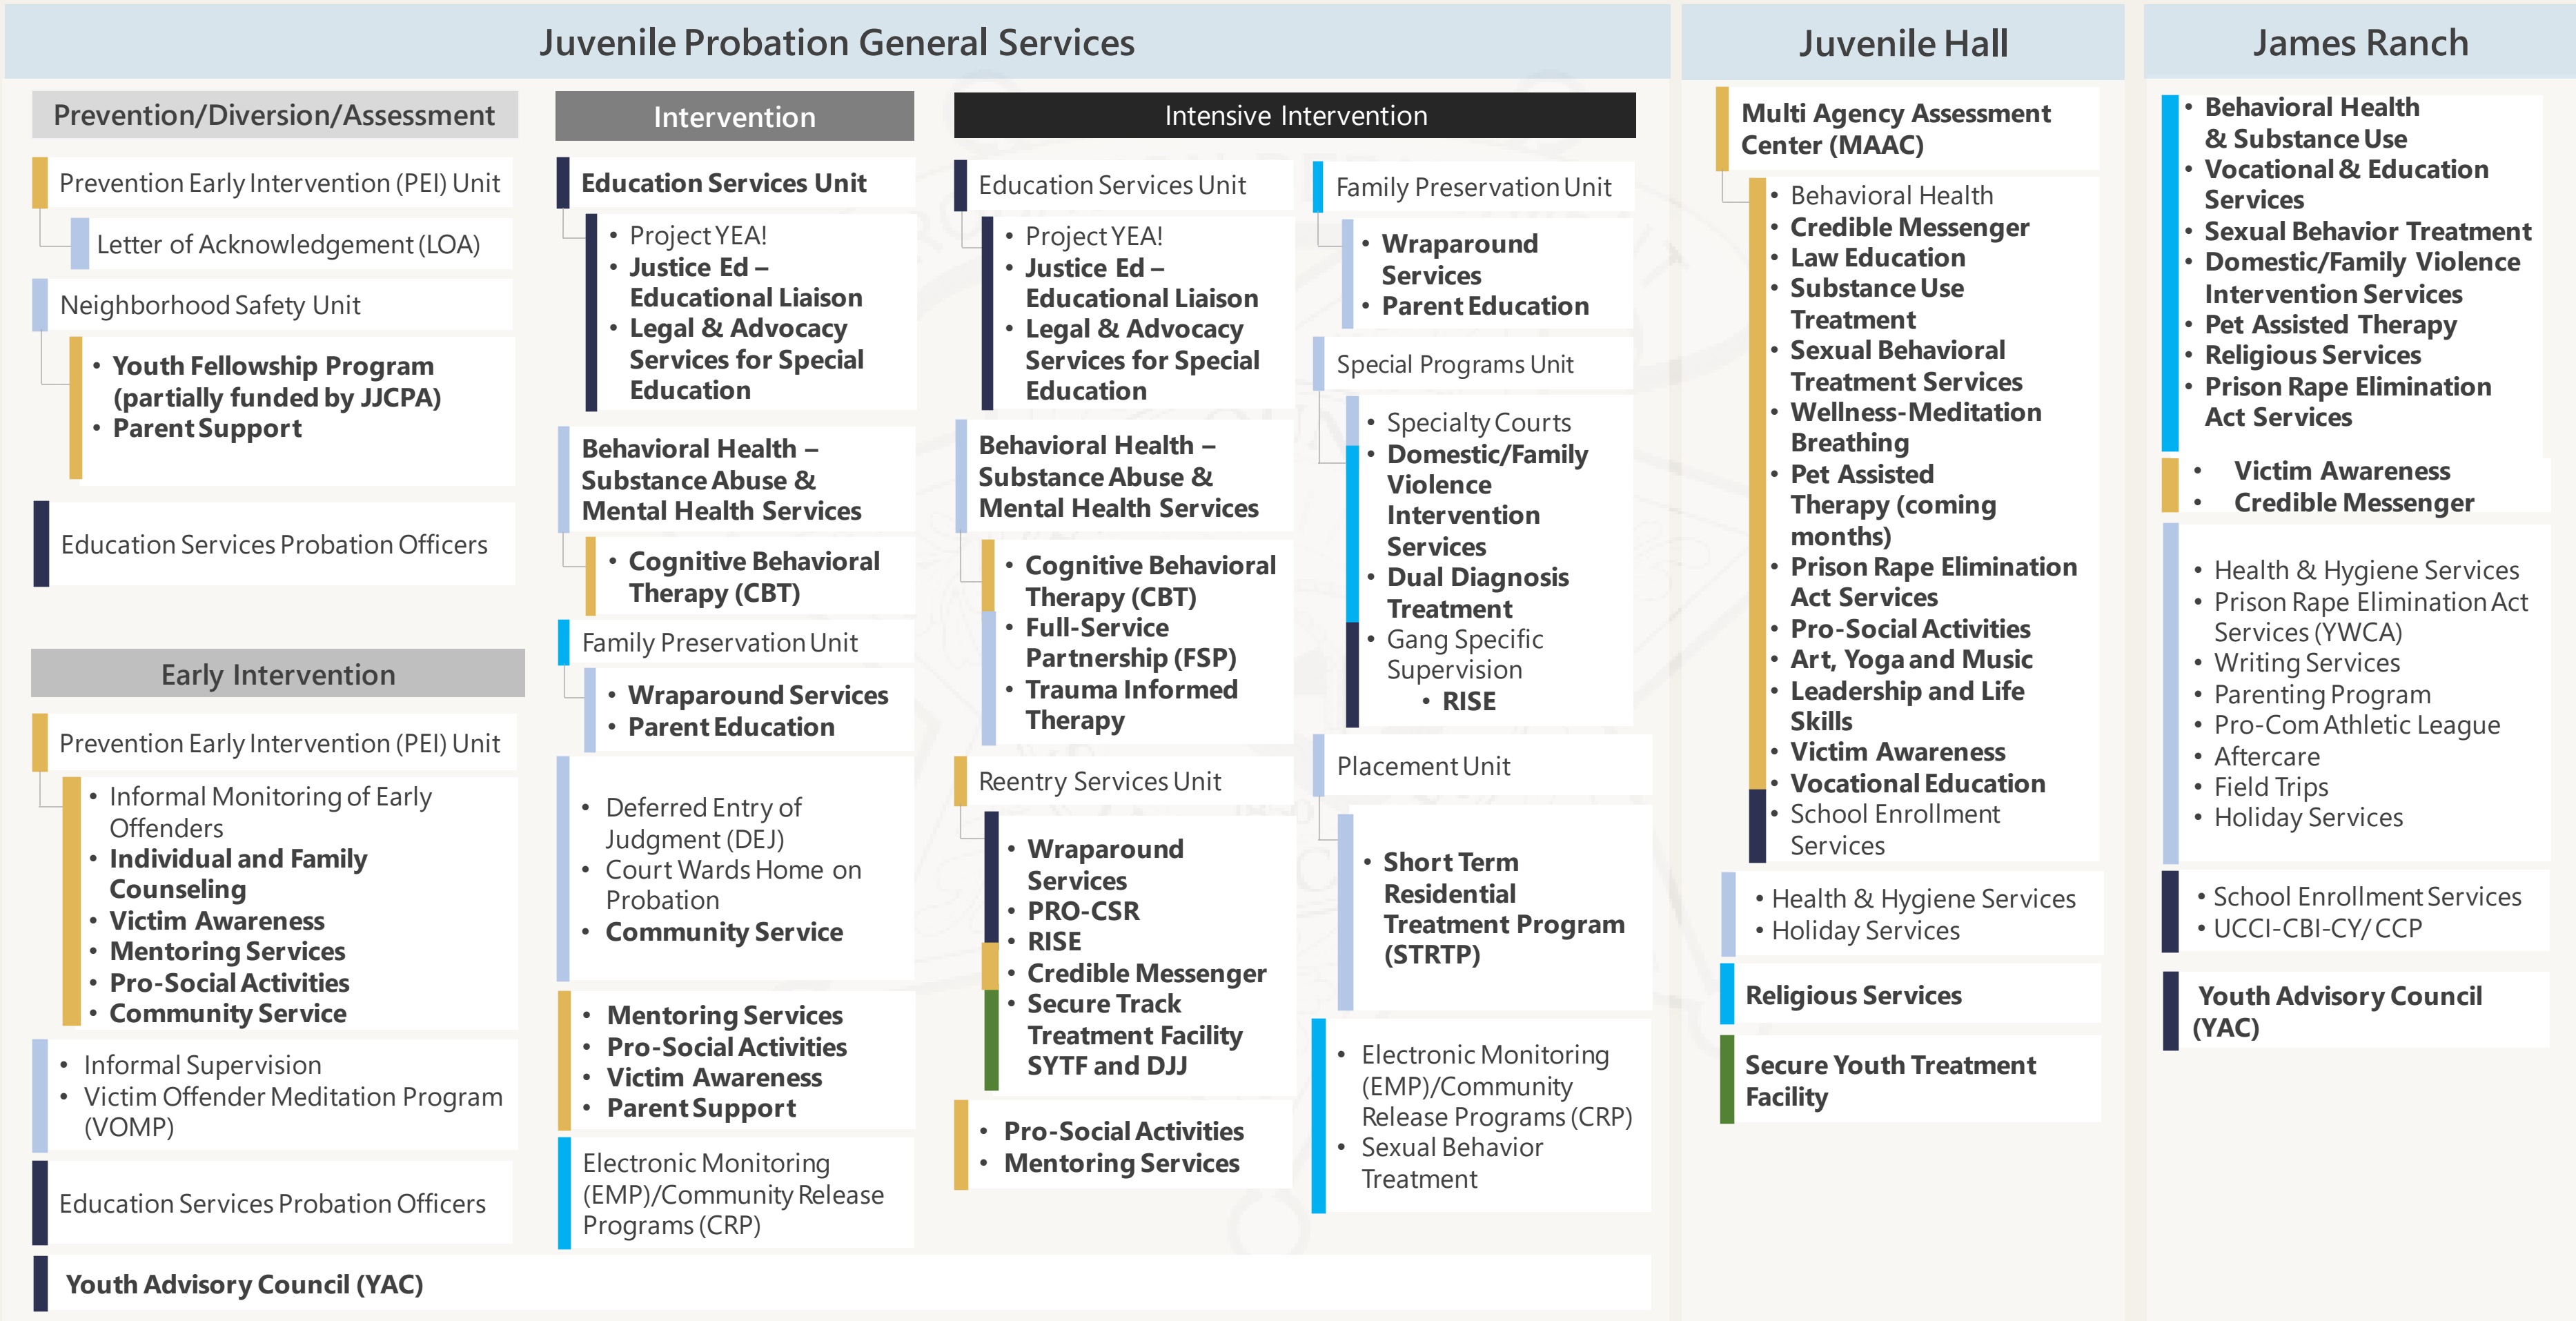 Juvenile Probation General Services
Prevention/Diversion/Assessment
Prevention Early Intervention (PEI) Unit
Letter of Acknowledgement (LOA)
Neighborhood Safety Unit
• Youth Fellowship Program
(partially funded by JJCPA)
• Parent Support
Education Services Probation Officers
Early Intervention
Prevention Early Intervention (PEI) Unit
• Informal Monitoring of Early
Offenders
• Individual and Family
Counseling
• Victim Awareness
• Mentoring Services
• Pro-Social Activities
• Community Service
• Informal Supervision
• Victim Offender Meditation Program
(VOMP)
Education Services Probation Officers
Youth Advisory Council (YAC)
Intervention
Education Services Unit
• Project YEA!
• Justice Ed –
Educational Liaison
• Legal & Advocacy
Services for Special
Education
Behavioral Health –
Substance Abuse &
Mental Health Services
• Cognitive Behavioral
Therapy (CBT)
Family Preservation Unit
• Wraparound Services
• Parent Education
• Deferred Entry of
Judgment (DEJ)
• Court Wards Home on
Probation
• Community Service
• Mentoring Services
• Pro-Social Activities
• Victim Awareness
• Parent Support
Electronic Monitoring
(EMP)/Community Release
Programs (CRP)
Intensive Intervention
Education Services Unit
• Project YEA!
• Justice Ed –
Educational Liaison
• Legal & Advocacy
Services for Special
Education
Behavioral Health –
Substance Abuse &
Mental Health Services
• Cognitive Behavioral
Therapy (CBT)
• Full-Service
Partnership (FSP)
• Trauma Informed
Therapy
Reentry Services Unit
• Wraparound
Services
• PRO-CSR
• RISE
• Credible Messenger
• Secure Track
Treatment Facility
SYTF and DJJ
• Pro-Social Activities
• Mentoring Services
Family Preservation Unit
• Wraparound
Services
• Parent Education
Special Programs Unit
• Specialty Courts
• Domestic/Family
Violence
Intervention
Services
• Dual Diagnosis
Treatment
• Gang Specific
Supervision
• RISE
Placement Unit
• Short Term
Residential
Treatment Program
(STRTP)
• Electronic Monitoring
(EMP)/Community
Release Programs (CRP)
• Sexual Behavior
Treatment
Juvenile Hall
Multi Agency Assessment
Center (MAAC)
• Behavioral Health
• Credible Messenger
• Law Education
• Substance Use
Treatment
• Sexual Behavioral
Treatment Services
• Wellness-Meditation
Breathing
• Pet Assisted
Therapy (coming
months)
• Prison Rape Elimination
Act Services
• Pro-Social Activities
• Art, Yoga and Music
• Leadership and Life
Skills
• Victim Awareness
• Vocational Education
• School Enrollment
Services
• Health & Hygiene Services
• Holiday Services
Religious Services
Secure Youth Treatment
Facility
James Ranch
• Behavioral Health
& Substance Use
• Vocational & Education
Services
• Sexual Behavior Treatment
• Domestic/Family Violence
Intervention Services
• Pet Assisted Therapy
• Religious Services
• Prison Rape Elimination
Act Services
• Victim Awareness
• Credible Messenger
• Health & Hygiene Services
• Prison Rape Elimination Act
Services (YWCA)
• Writing Services
• Parenting Program
• Pro-Com Athletic League
• Aftercare
• Field Trips
• Holiday Services
• School Enrollment Services
• UCCI-CBI-CY/ CCP
Youth Advisory Council
(YAC)